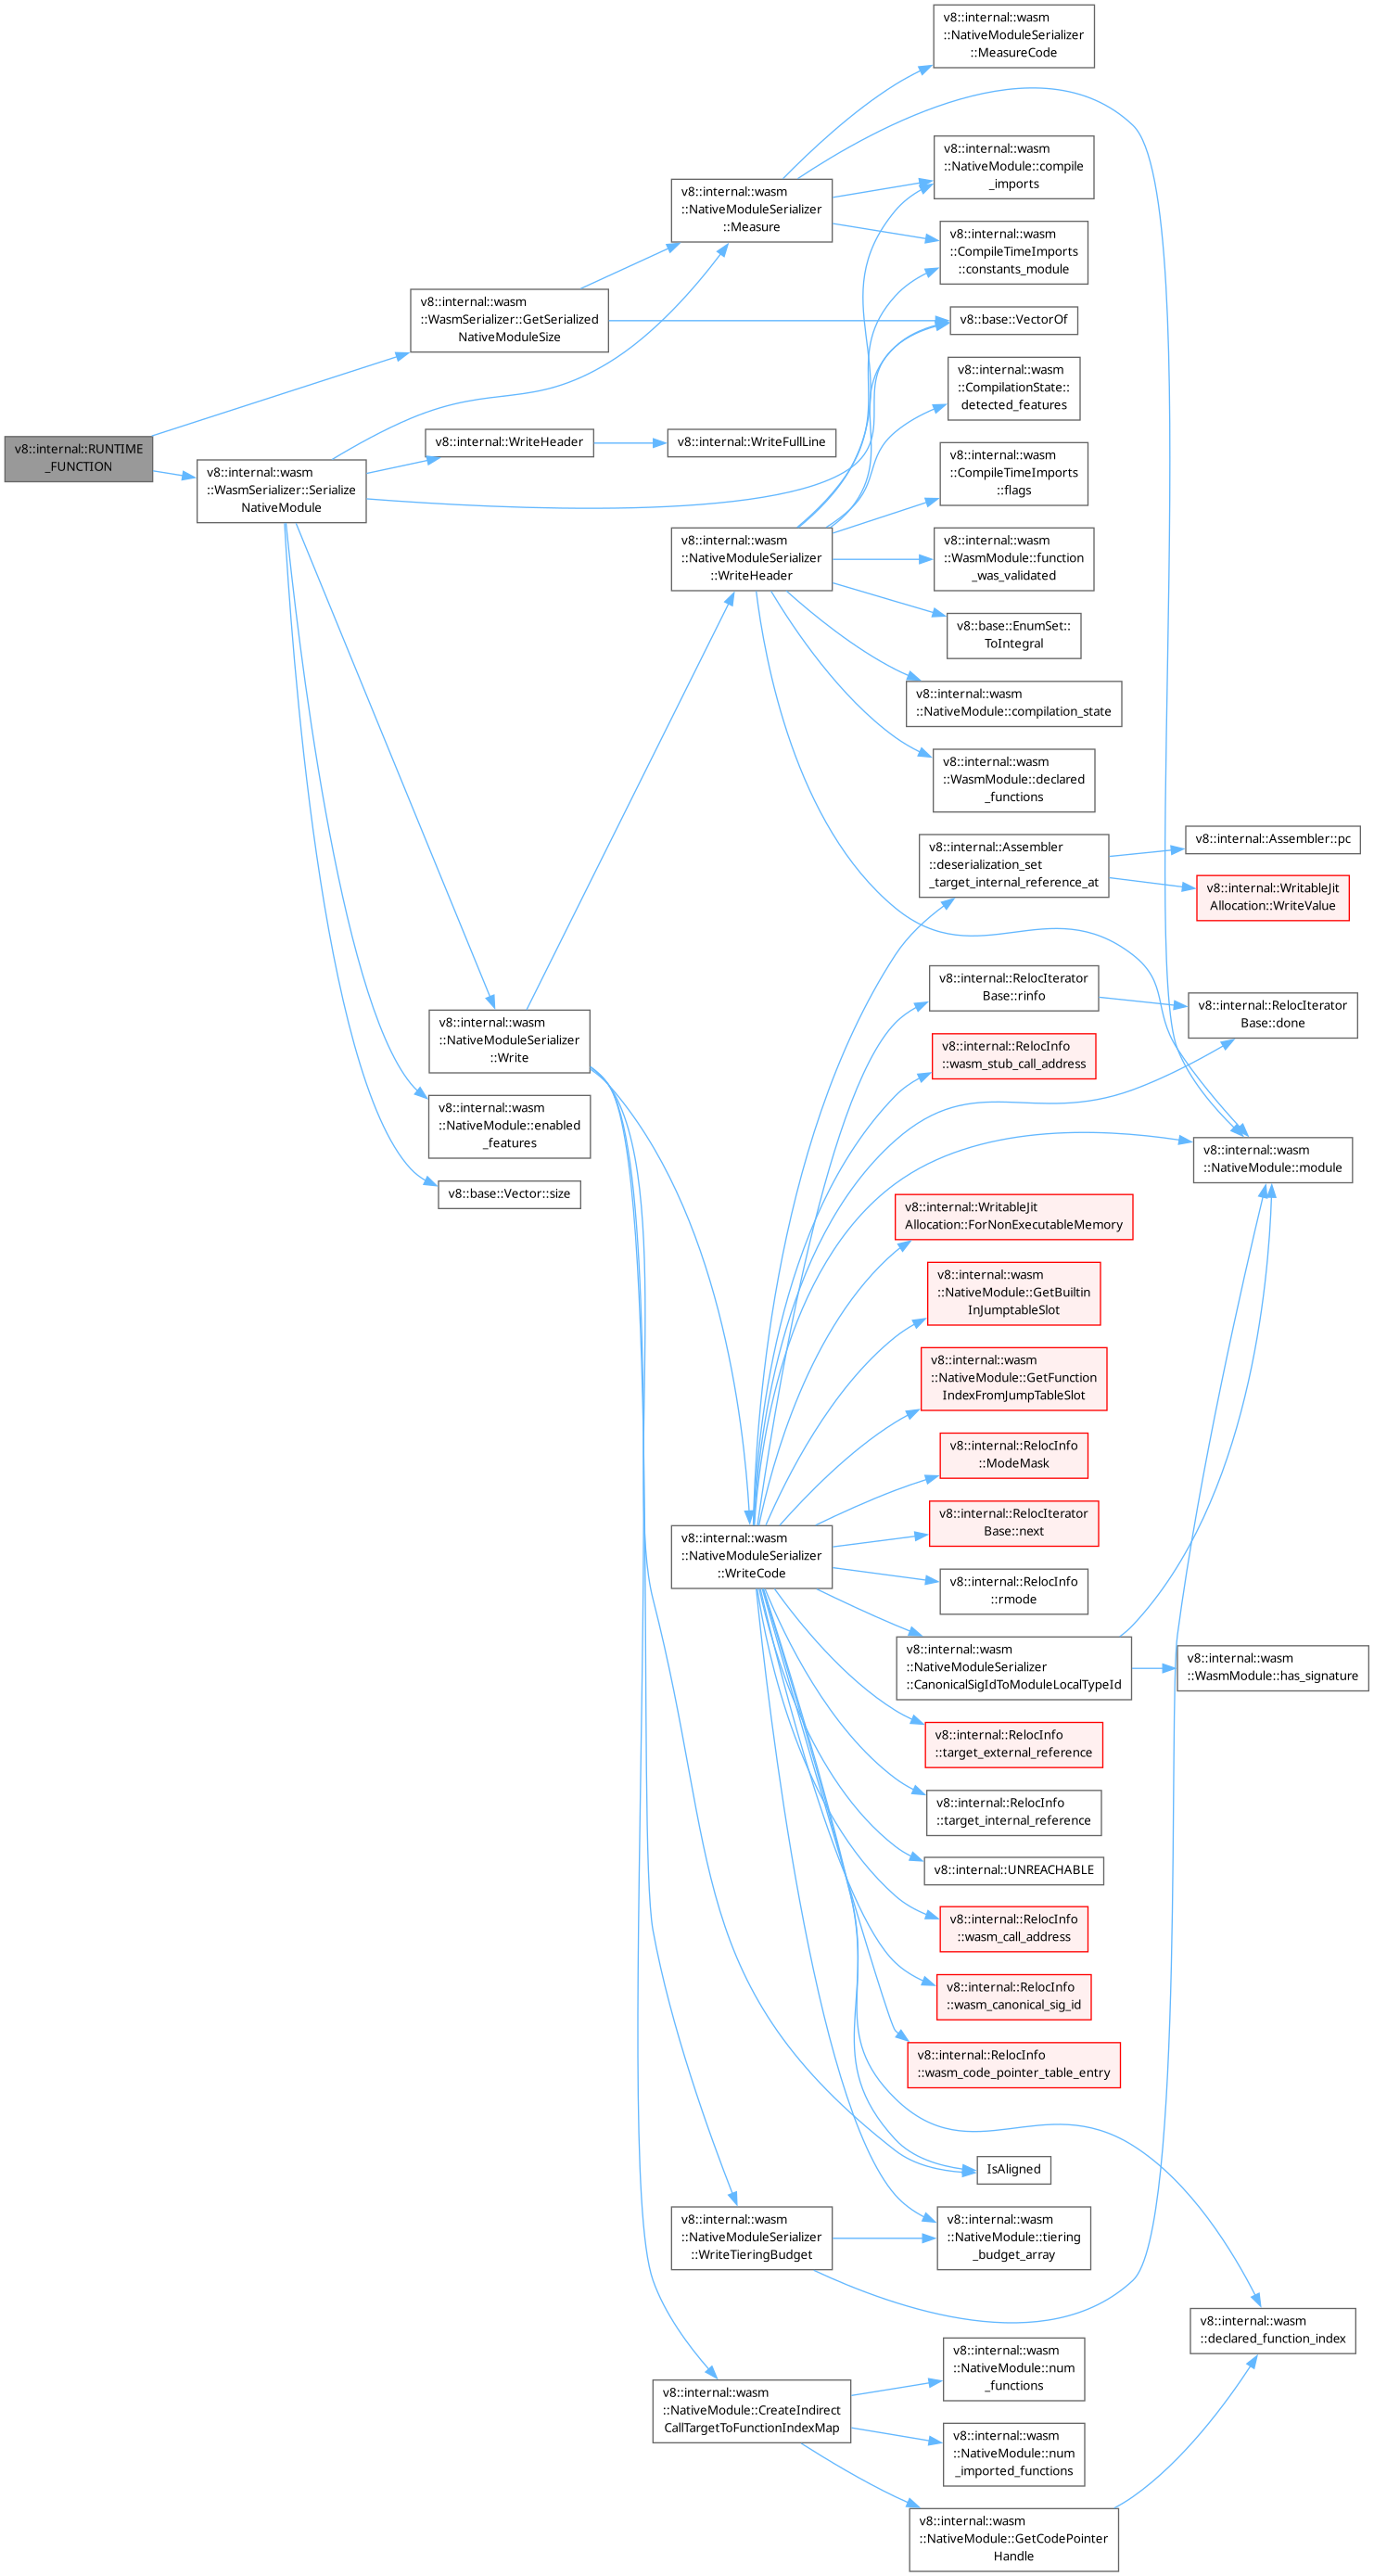 v8::internal::wasm
::NativeModuleSerializer
::MeasureCode
v8::internal::wasm
::NativeModule::compile
_imports
v8::internal::wasm
::NativeModuleSerializer
::Measure
v8::internal::wasm
::CompileTimeImports
::constants_module
v8::internal::wasm
::WasmSerializer::GetSerialized
NativeModuleSize
v8::base::VectorOf
v8::internal::wasm
::CompilationState::
detected_features
v8::internal::RUNTIME
_FUNCTION
v8::internal::WriteHeader
v8::internal::WriteFullLine
v8::internal::wasm
::WasmSerializer::Serialize
NativeModule
v8::internal::wasm
::CompileTimeImports
::flags
v8::internal::wasm
::NativeModuleSerializer
::WriteHeader
v8::internal::wasm
::WasmModule::function
_was_validated
v8::base::EnumSet::
ToIntegral
v8::internal::wasm
::NativeModule::compilation_state
v8::internal::wasm
::WasmModule::declared
_functions
v8::internal::Assembler
::deserialization_set
_target_internal_reference_at
v8::internal::Assembler::pc
v8::internal::WritableJit
Allocation::WriteValue
v8::internal::RelocIterator
Base::rinfo
v8::internal::RelocIterator
Base::done
v8::internal::wasm
::NativeModuleSerializer
::Write
v8::internal::RelocInfo
::wasm_stub_call_address
v8::internal::wasm
::NativeModule::enabled
_features
v8::internal::wasm
::NativeModule::module
v8::base::Vector::size
v8::internal::WritableJit
Allocation::ForNonExecutableMemory
v8::internal::wasm
::NativeModule::GetBuiltin
InJumptableSlot
v8::internal::wasm
::NativeModule::GetFunction
IndexFromJumpTableSlot
v8::internal::RelocInfo
::ModeMask
v8::internal::RelocIterator
Base::next
v8::internal::wasm
::NativeModuleSerializer
::WriteCode
v8::internal::RelocInfo
::rmode
v8::internal::wasm
::NativeModuleSerializer
::CanonicalSigIdToModuleLocalTypeId
v8::internal::wasm
::WasmModule::has_signature
v8::internal::RelocInfo
::target_external_reference
v8::internal::RelocInfo
::target_internal_reference
v8::internal::UNREACHABLE
v8::internal::RelocInfo
::wasm_call_address
v8::internal::RelocInfo
::wasm_canonical_sig_id
v8::internal::RelocInfo
::wasm_code_pointer_table_entry
IsAligned
v8::internal::wasm
::NativeModuleSerializer
::WriteTieringBudget
v8::internal::wasm
::NativeModule::tiering
_budget_array
v8::internal::wasm
::declared_function_index
v8::internal::wasm
::NativeModule::num
_functions
v8::internal::wasm
::NativeModule::CreateIndirect
CallTargetToFunctionIndexMap
v8::internal::wasm
::NativeModule::num
_imported_functions
v8::internal::wasm
::NativeModule::GetCodePointer
Handle